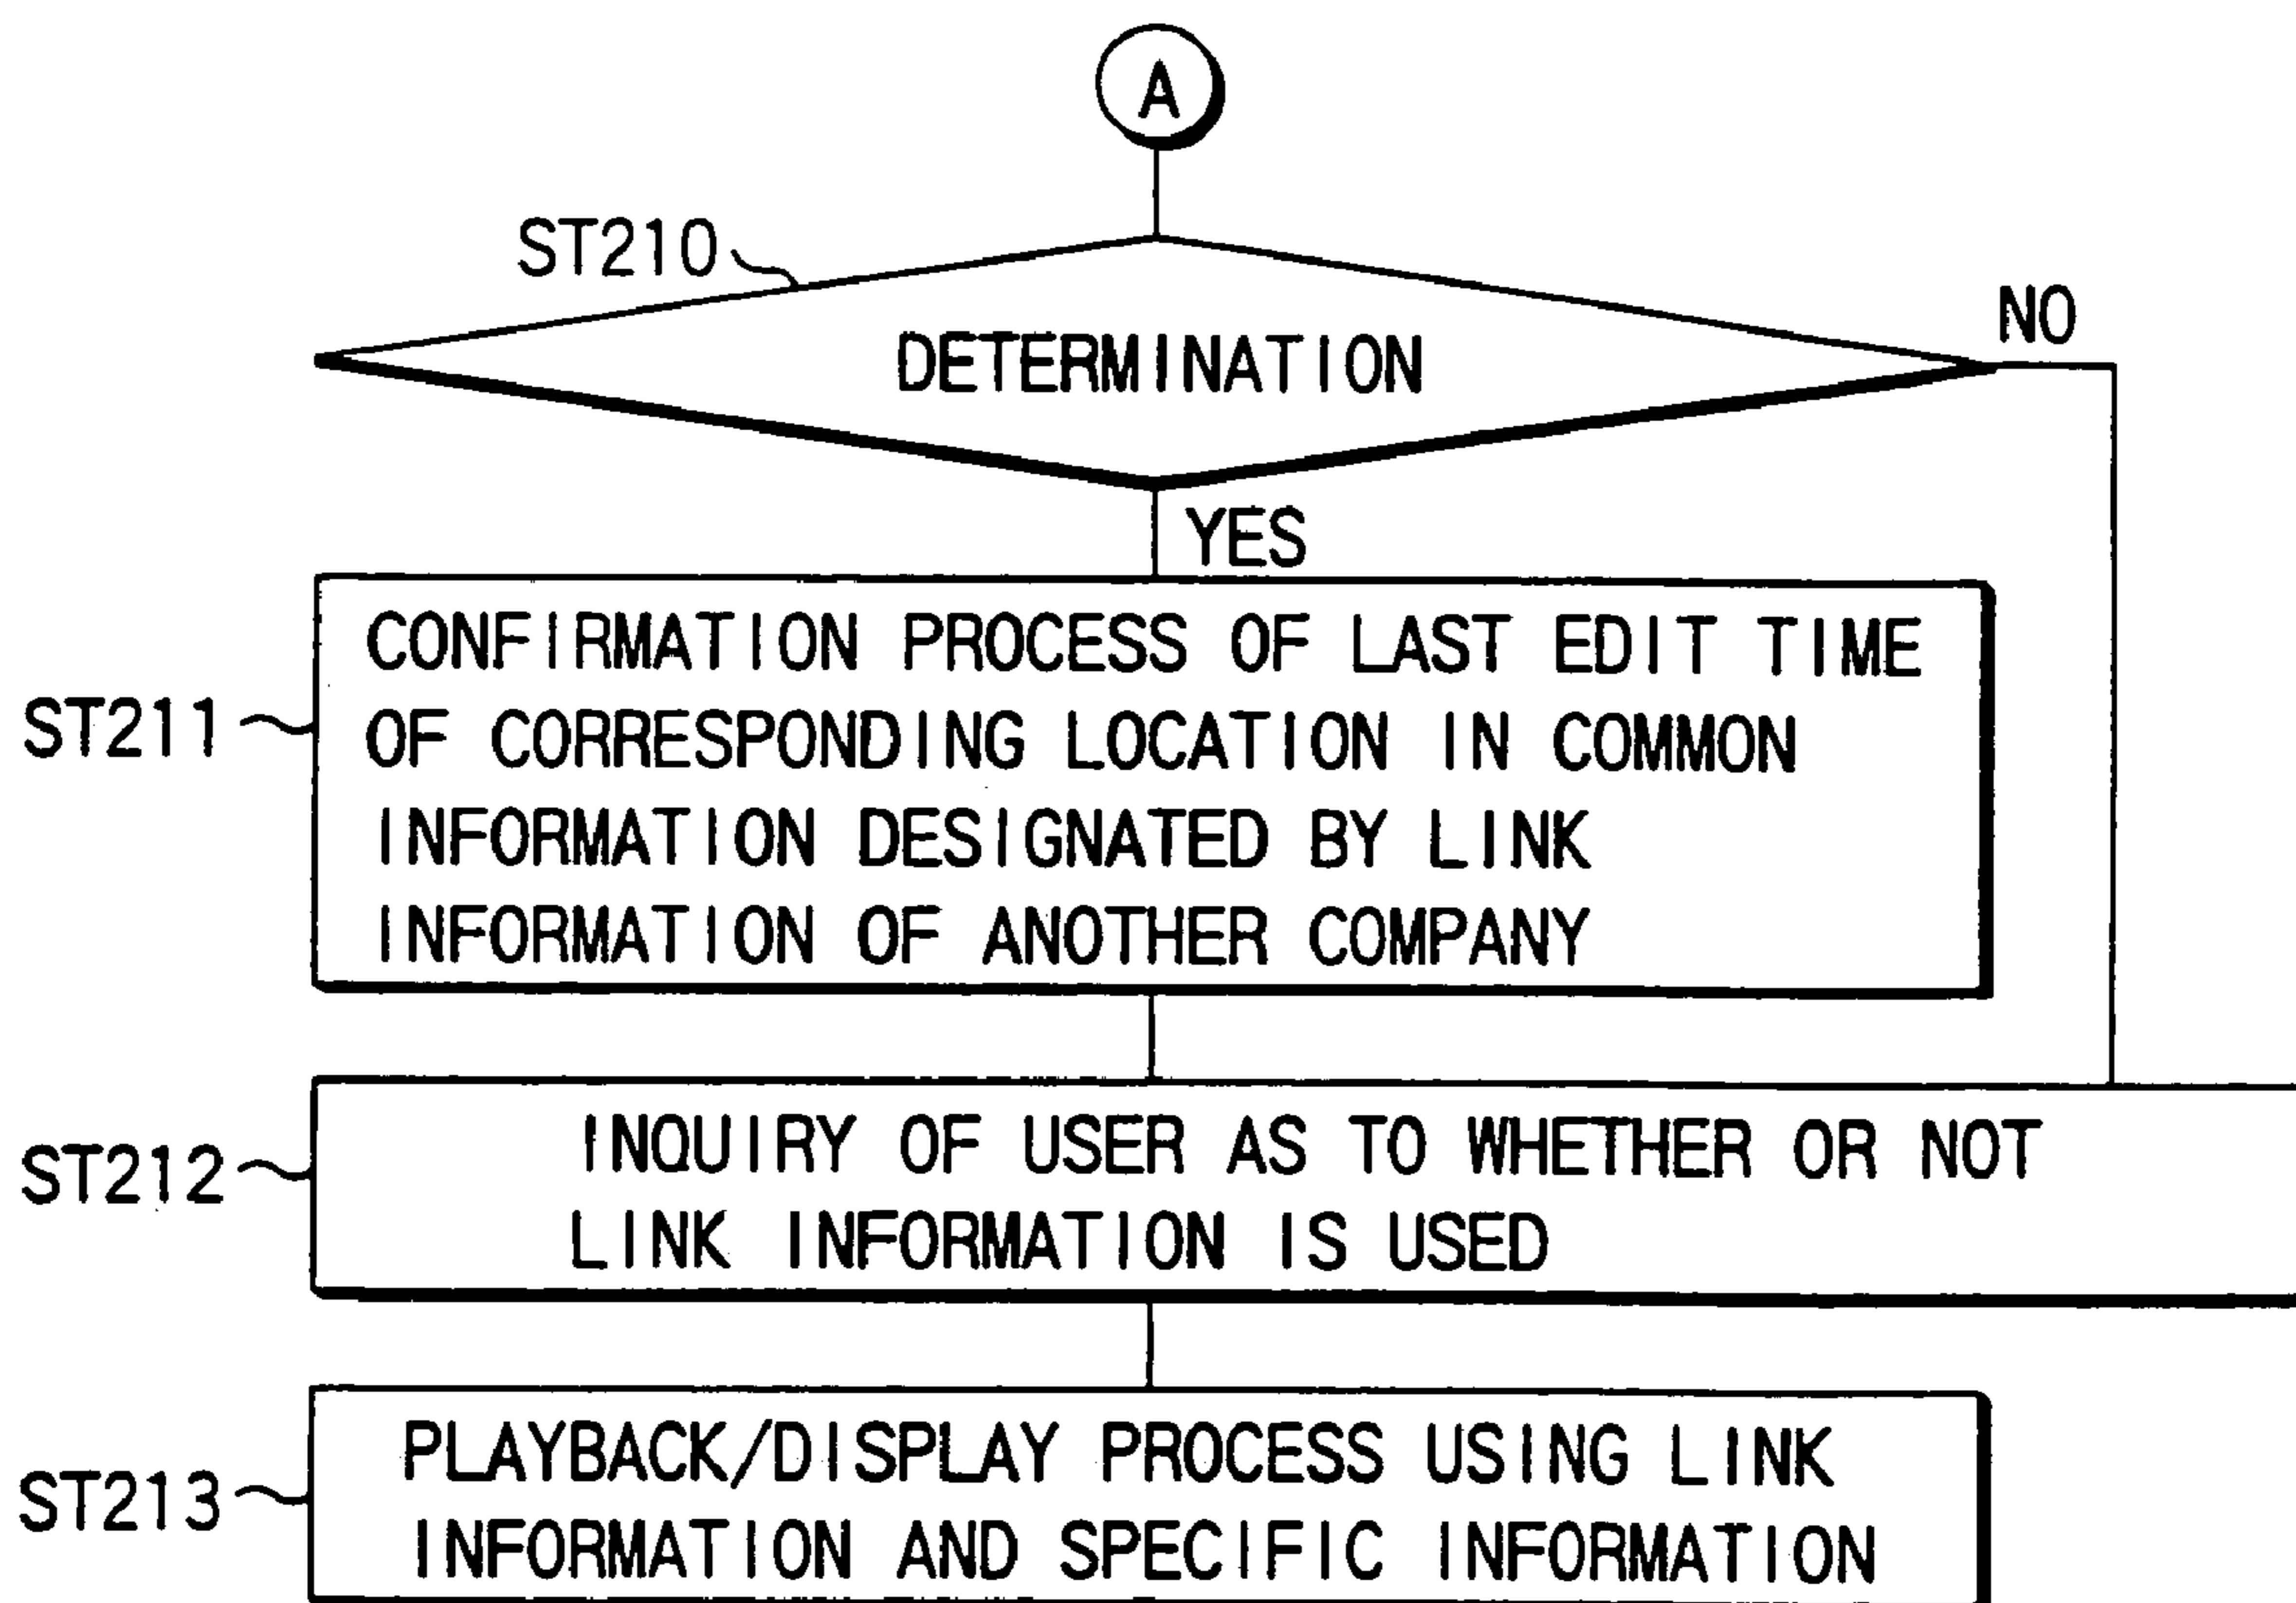 A
ST210
DETERMINATION
NO
YES
ST211
CONFIRMATION PROCESS OF LAST EDIT TIME
OF CORRESPONDING LOCATION IN COMMON
INFORMATION DESIGNATED BY LINK
INFORMATION OF ANOTHER COMPANY
ST212
INQUIRY OF USER AS TO WHETHER OR NOT
LINK INFORMATION IS USED
ST213
PLAYBACK/DISPLAY PROCESS USING LINK
INFORMATION AND SPECIFIC INFORMATION